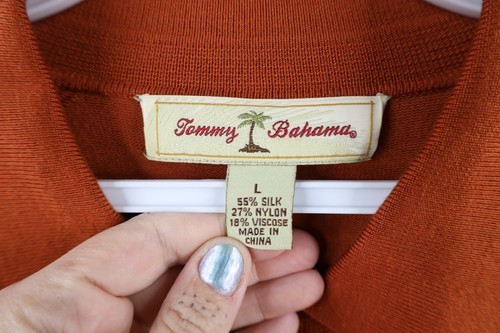 Tommy Bahama®
L
55% SILK
27% NYLON
18% VISCOSE
MADE IN
CHINA